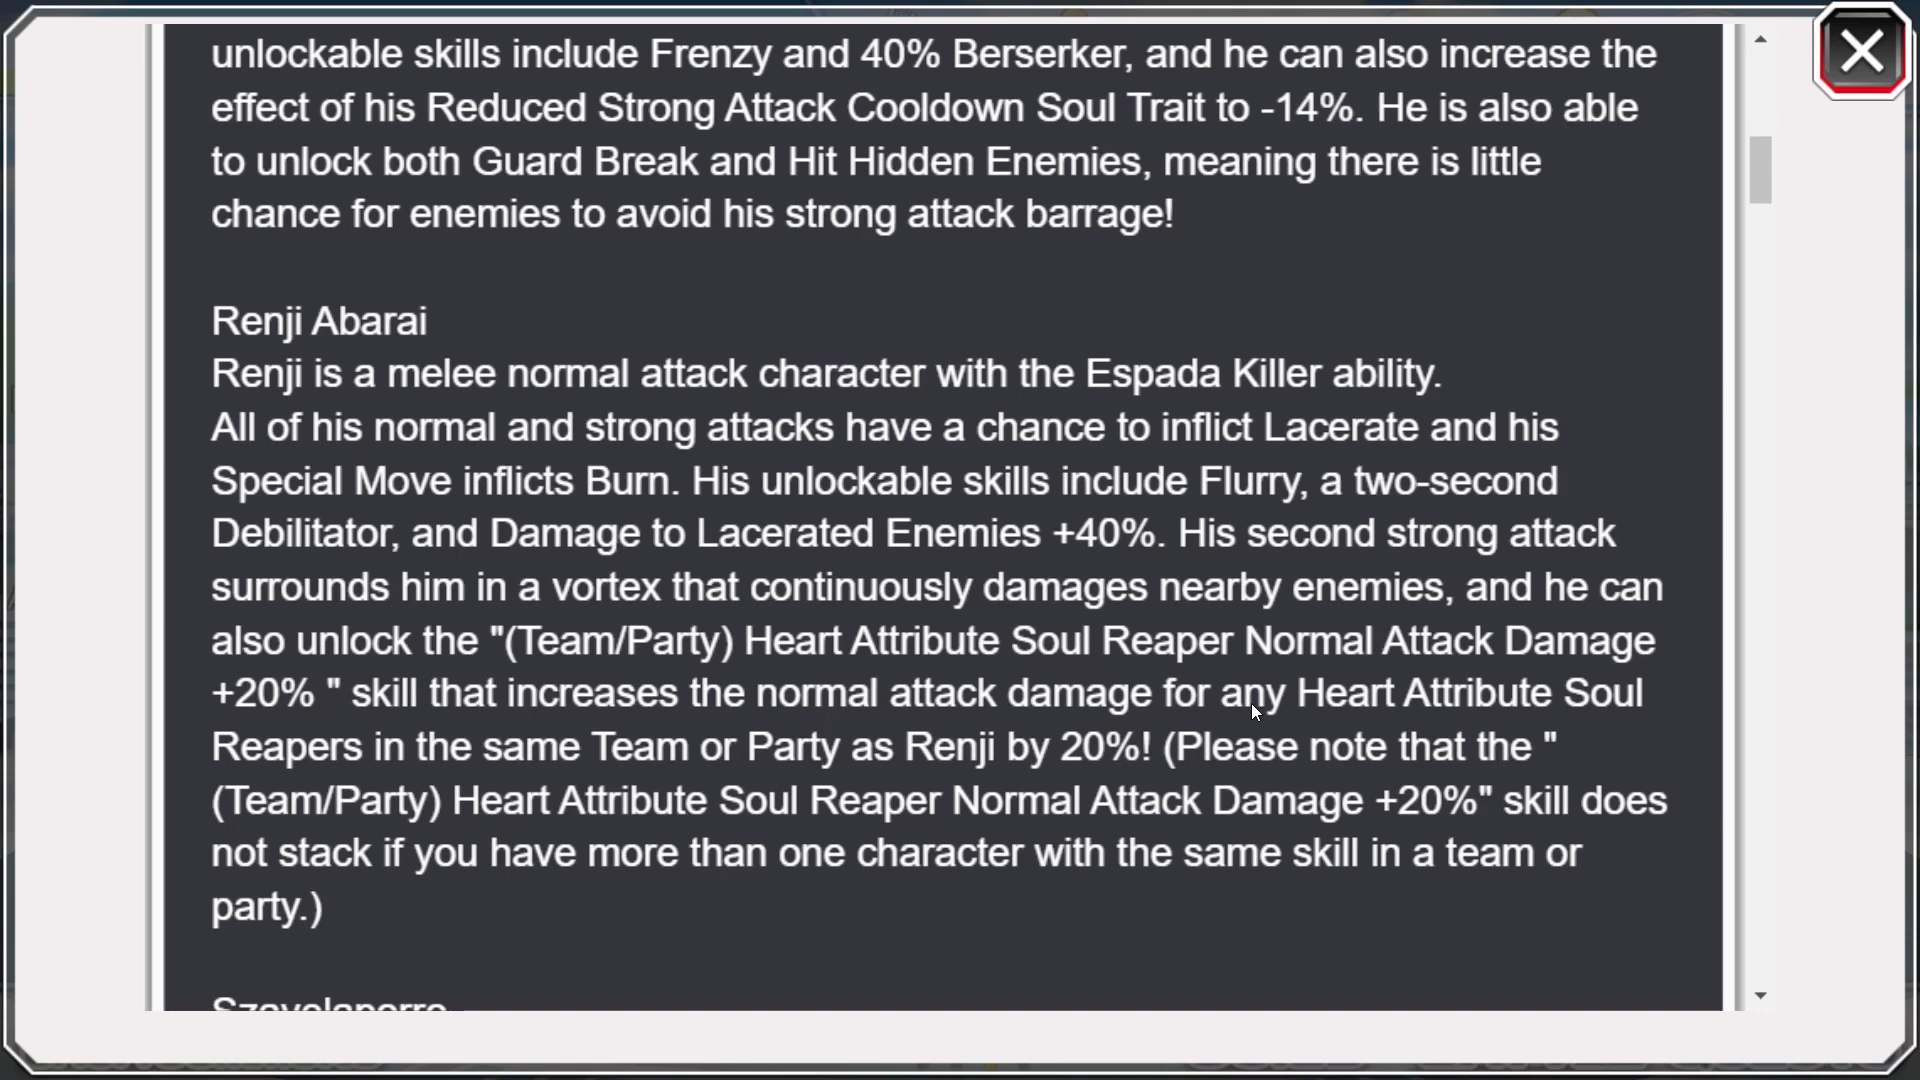 unlockable skills include Frenzy and 40% Berserker, and he can also increase the
effect of his Reduced Strong Attack Cooldown Soul Trait to -14%. He is also able
to unlock both Guard Break and Hit Hidden Enemies, meaning there is little
chance for enemies to avoid his strong attack barrage!
Renji Abarai
Renji is a melee normal attack character with the Espada Killer ability.
All of his normal and strong attacks have a chance to inflict Lacerate and his
Special Move inflicts Burn. His unlockable skills include Flurry, a two-second
Debilitator, and Damage to Lacerated Enemies +40%. His second strong attack
surrounds him in a vortex that continuously damages nearby enemies, and he can
also unlock the "(Team/Party) Heart Attribute Soul Reaper Normal Attack Damage
+20% " skill that increases the normal attack damage for any Heart Attribute Soul
Reapers in the same Team or Party as Renji by 20%! (Please note that the "
(Team/Party) Heart Attribute Soul Reaper Normal Attack Damage +20%" skill does
not stack if you have more than one character with the same skill in a team or
party.)